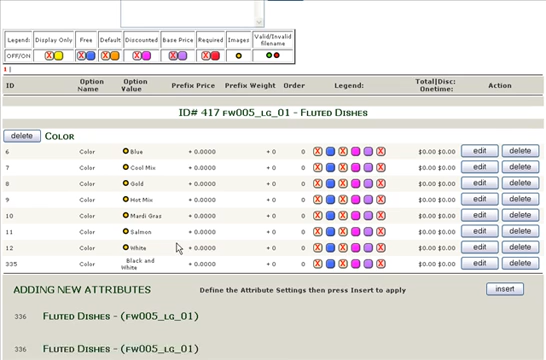 Legend: Display Only Free Default Discounted Base Price Required Images Valid/Invalid filename
OFF/ON X X X X X X
1 |
ID Option Name Option Value Prefix Price Prefix Weight Order Legend: Total|Disc: Onetime: Action
ID# 417 FW005_LG_01 - FLUTED DISHES
delete COLOR
6 Color Blue + 0.0000 + 0 0 X X X $0.00 $0.00 edit delete
7 Color Cool Mix + 0.0000 + 0 0 X X X $0.00 $0.00 edit delete
8 Color Gold + 0.0000 + 0 0 X X X $0.00 $0.00 edit delete
9 Color Hot Mix + 0.0000 + 0 0 X X X $0.00 $0.00 edit delete
10 Color Mardi Graz + 0.0000 + 0 0 X X X $0.00 $0.00 edit delete
11 Color Salmon + 0.0000 + 0 0 X X X $0.00 $0.00 edit delete
12 Color White + 0.0000 + 0 0 X X X $0.00 $0.00 edit delete
335 Color Black and White + 0.0000 + 0 0 X X X $0.00 $0.00 edit delete
ADDING NEW ATTRIBUTES Define the Attribute Settings then press Insert to apply insert
336 FLUTED DISHES - (FW005_LG_01)
336 FLUTED DISHES - (FW005_LG_01)